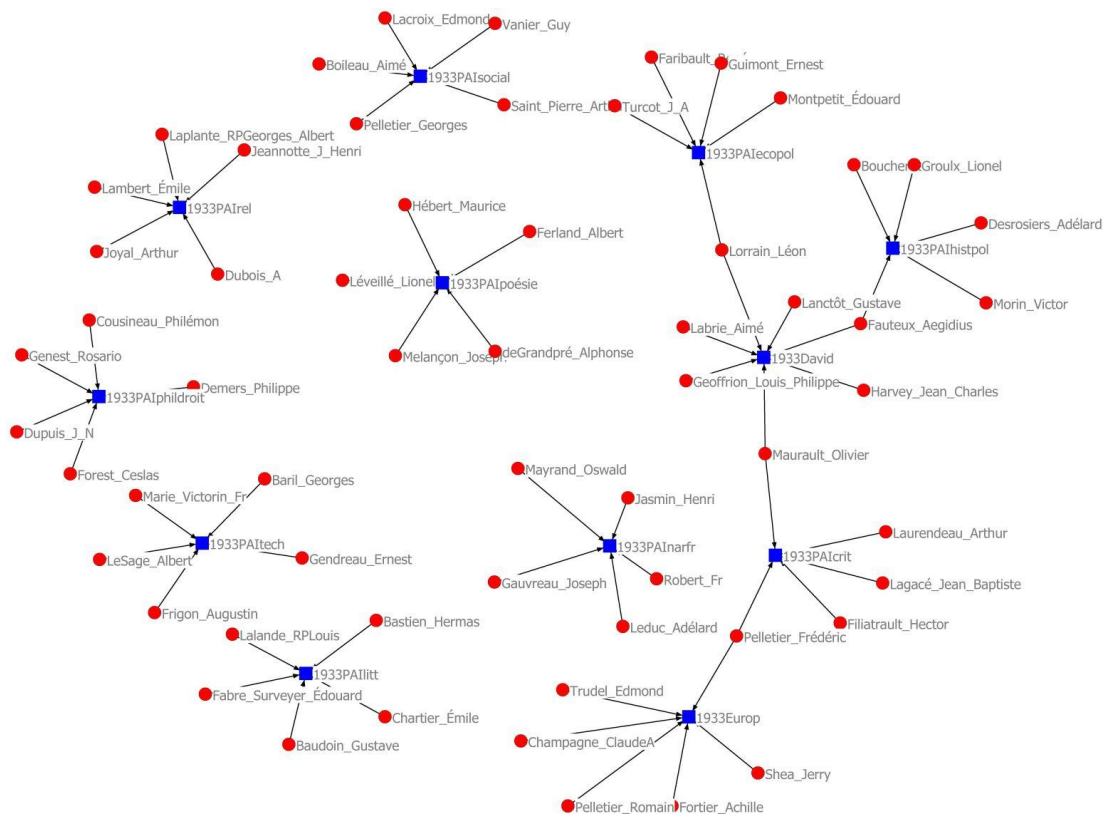 Lacroix_Edmond
Vanier_Guy
Boileau_Aimé
1933PAIsocial
Saint_Pierre_Art
Pelletier_Georges
Faribault_
Guimont_Ernest
Turcot_J_A
Montpetit_Édouard
1933PAIecopol
Laplante_RPGeorges_Albert
Jeannotte_J_Henri
Lambert_Émile
1933PAIrel
Joyal_Arthur
Dubois_A
Hébert_Maurice
Ferland_Albert
Léveillé_Lionel
1933PAIpoésie
Melançon_Joseph
deGrandpré_Alphonse
Boucher
Groulx_Lionel
Desrosiers_Adélard
1933PAIhistpol
Morin_Victor
Lorrain_Léon
Lanctôt_Gustave
Labrie_Aimé
Fauteux_Aegidius
1933David
Geoffrion_Louis_Philippe
Harvey_Jean_Charles
Cousineau_Philémon
Genest_Rosario
Demers_Philippe
1933PAIphildroit
Dupuis_J_N
Forest_Ceslas
Maurault_Olivier
Baril_Georges
Marie_Victorin_Fr
1933PAItech
LeSage_Albert
Gendreau_Ernest
Frigon_Augustin
Mayrand_Oswald
Jasmin_Henri
1933PAInarfr
Gauvreau_Joseph
Robert_Fr
Leduc_Adélard
Laurendeau_Arthur
1933PAIcrit
Lagacé_Jean_Baptiste
Filiatrault_Hector
Pelletier_Frédéric
Lalande_RPLouis
Bastien_Hermas
1933PAIlitt
Fabre_Surveyer_Édouard
Chartier_Émile
Baudoin_Gustave
Trudel_Edmond
1933Europ
Champagne_ClaudeA
Shea_Jerry
Pelletier_Romain
Fortier_Achille